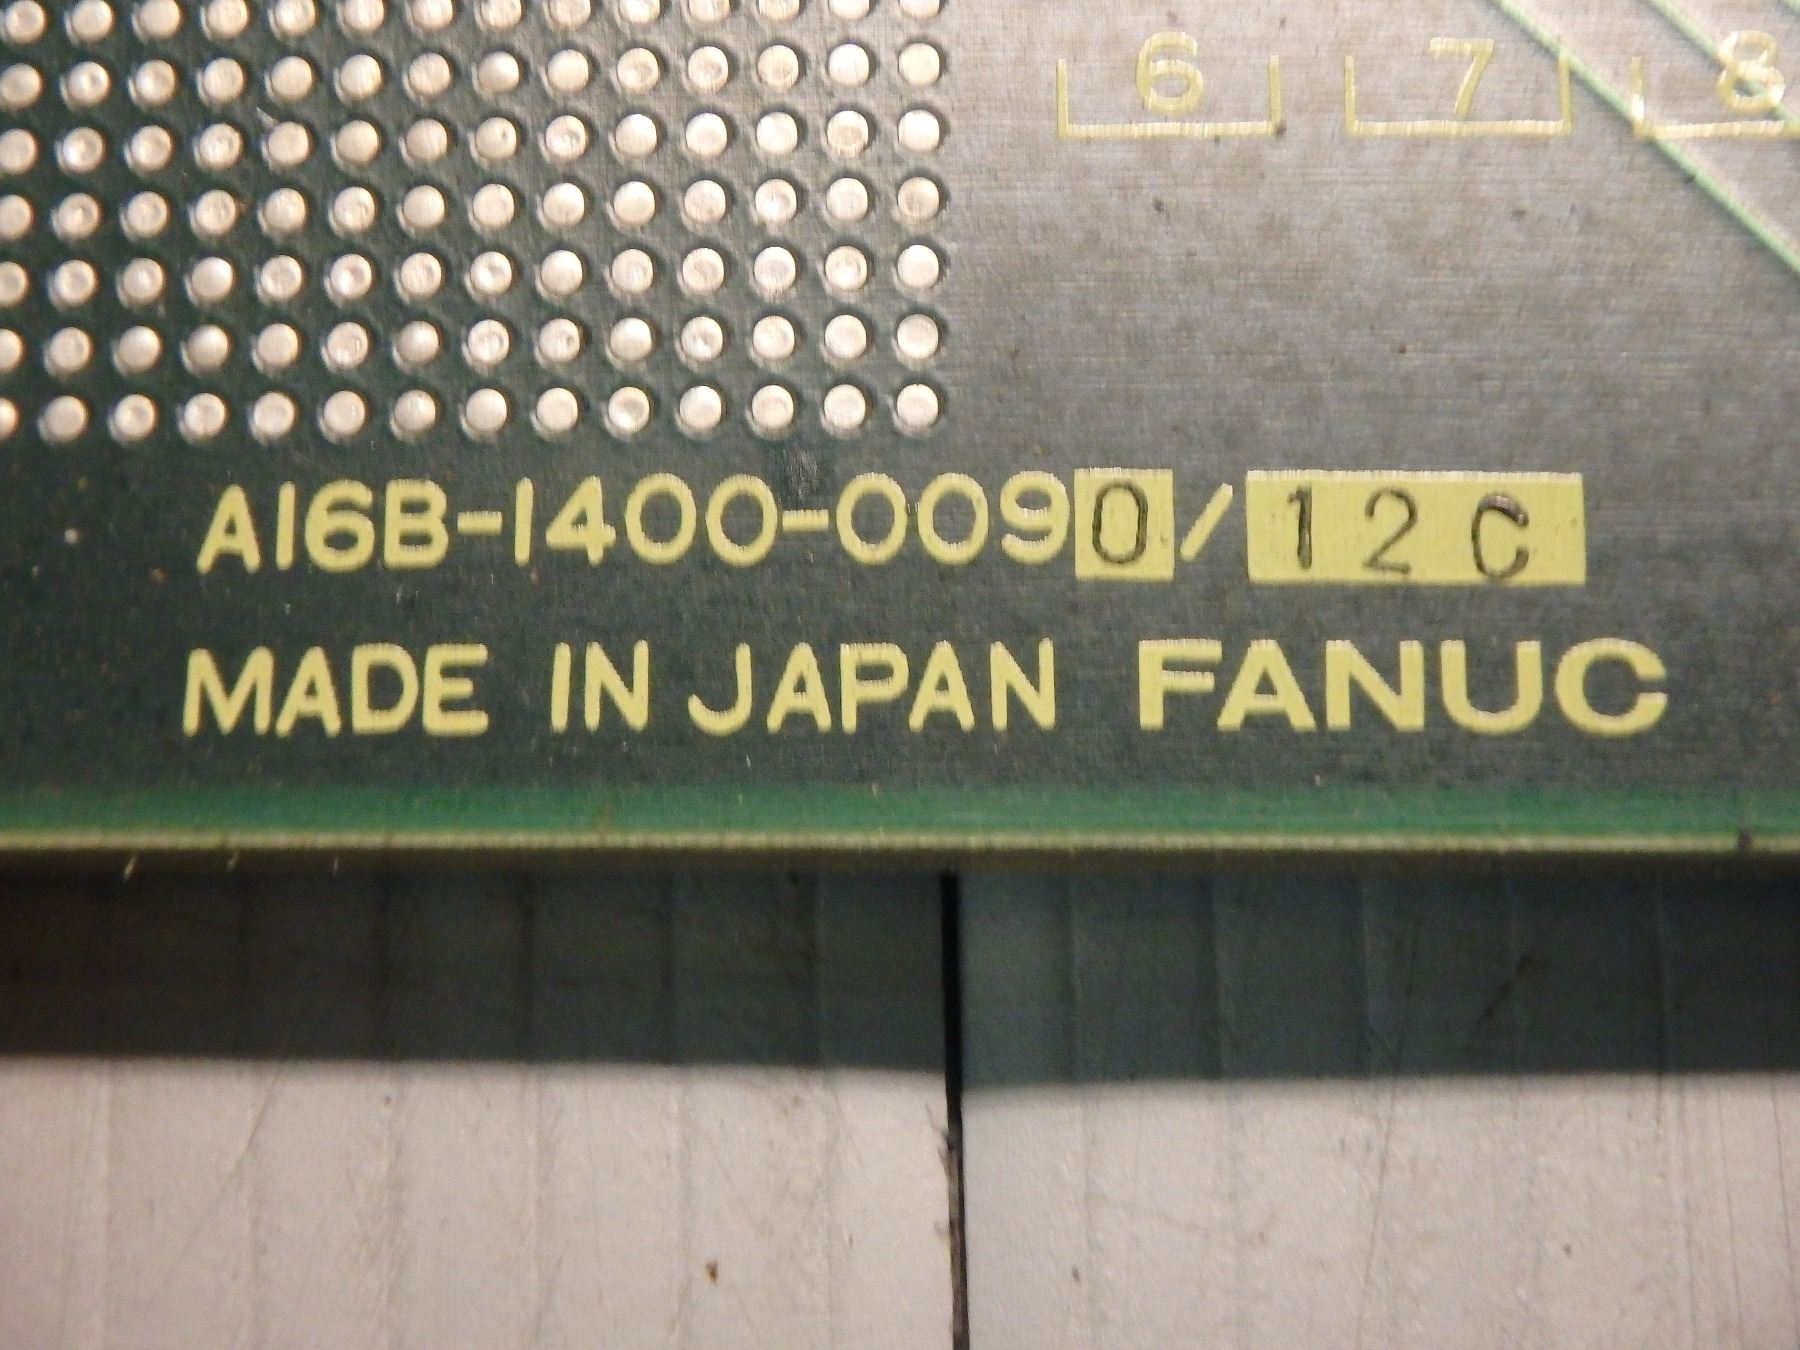 6 7 8
A16B-1400-0090/12C
MADE IN JAPAN FANUC